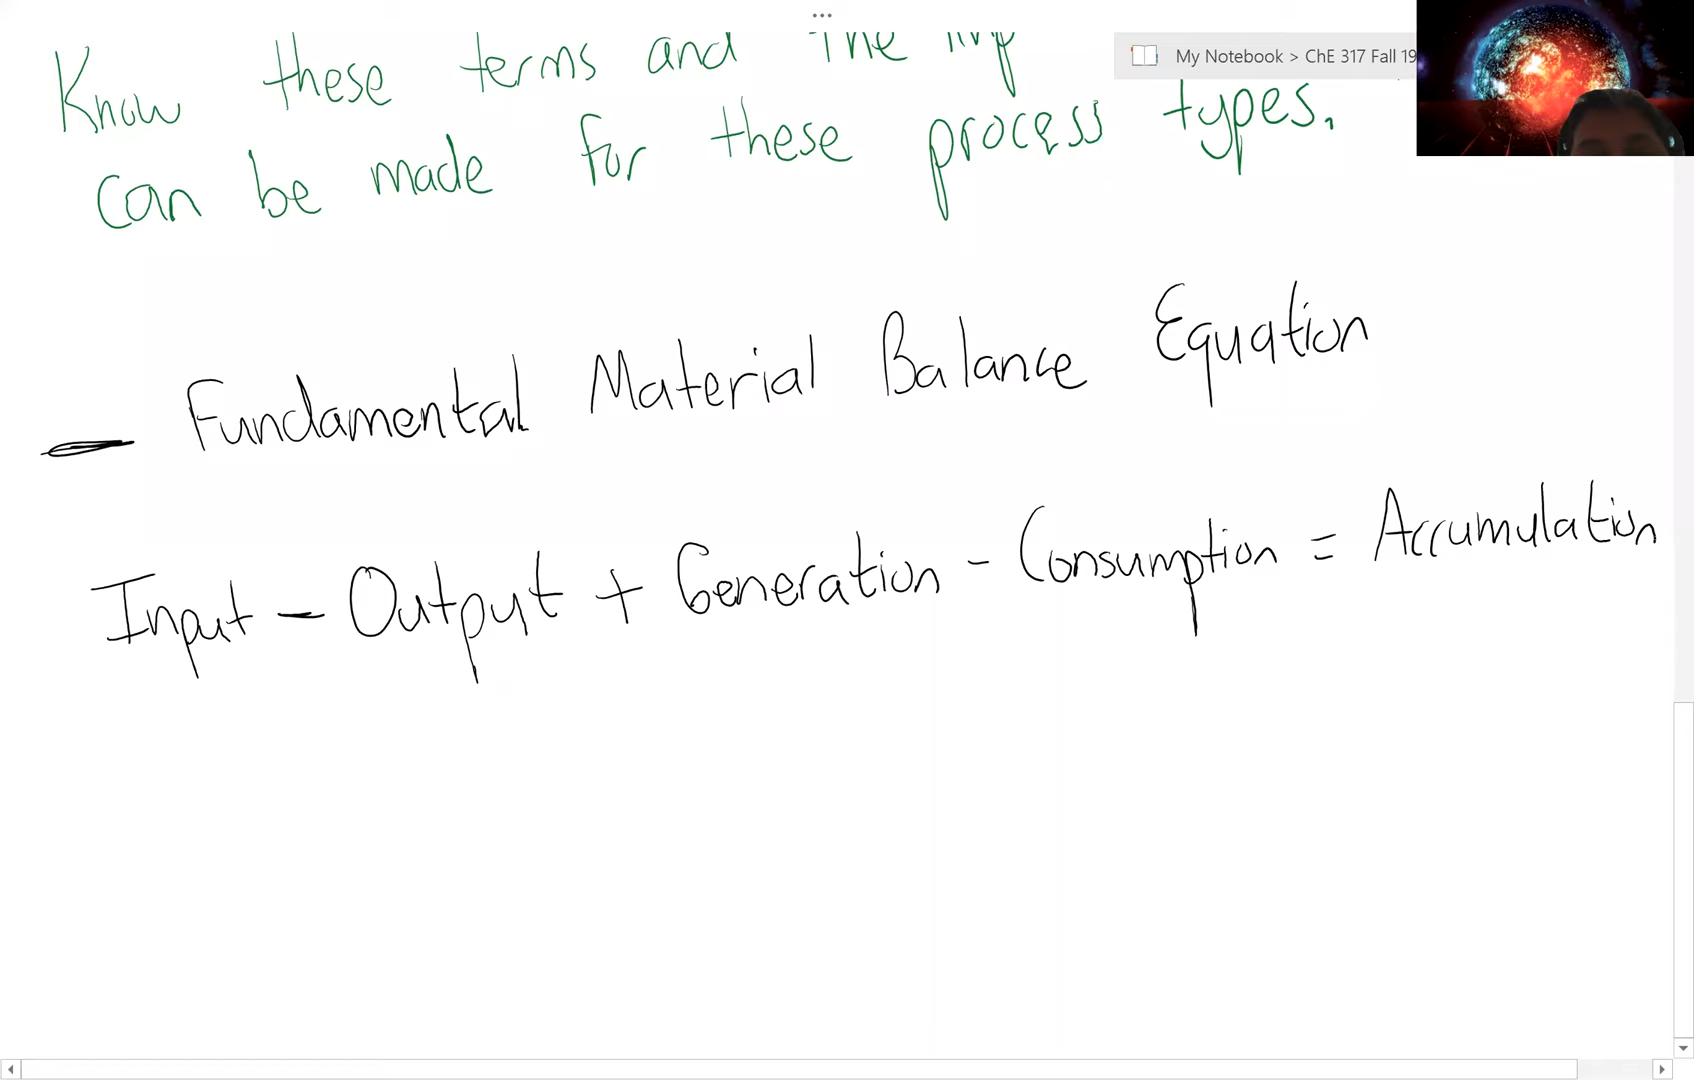 Know these terms and the
My Notebook > ChE 317 Fall 19
can be made for these process types.
— Fundamental Material Balance Equation
Input - Output + Generation - Consumption = Accumulation